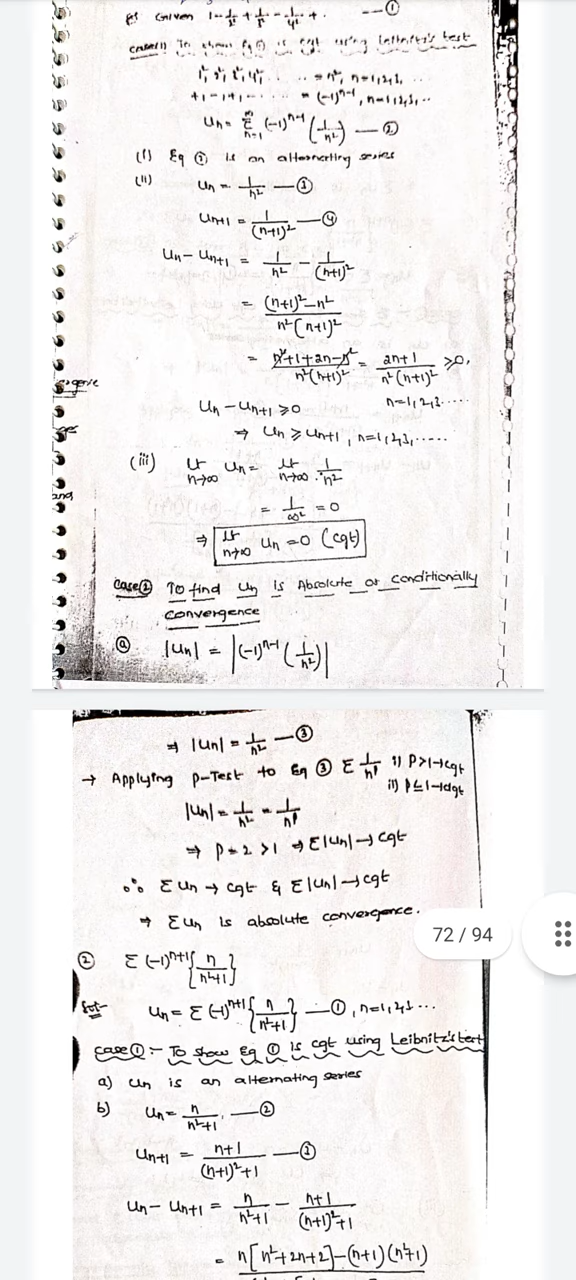 Given 1 - 1/2² + 1/3² - 1/4² + . —①
case(1) To show Eq ① is cgt using Leibnitz's test
1², 2², 3², 4², .... = n², n=1,2,3, ...
+1-1+1-... = (-1)ⁿ⁻¹, n=1,2,3,..
Un = Σ_{n=1}^∞ (-1)ⁿ⁻¹ (1/n²) —②
(i) Eq ② is an alternerting series
(ii) Un = 1/n² —③
Un+1 = 1/(n+1)² —④
Un - Un+1 = 1/n² - 1/(n+1)²
= (n+1)²-n² / n²(n+1)²
= n²+1+2n-n² / n²(n+1)² = 2n+1 / n²(n+1)² ≥0,
n=1,2,3.....
Un - Un+1 ≥0
⇒ Un ≥ Un+1, n=1,2,3,.....
(iii) Lt n→∞ Un = Lt n→∞ 1/n²
= 1/∞² = 0
⇒ Lt n→∞ Un = 0 (cgt)
Case② To find Un is Absolute or conditionally
convergence
ⓐ |Un| = |(-1)ⁿ⁻¹ (1/n²)|
⇒ |Un| = 1/n² —③
→ Applying P-Test to Eq ③ Σ 1/nᵖ i) P>1→cgt
ii) P≤1→dgt
|Un| = 1/n² = 1/nᵖ
⇒ P=2 >1 ⇒ Σ|Un| → cgt
∴ ΣUn → cgt & Σ|Un| → cgt
⇒ ΣUn is absolute convergence.
72 / 94
② Σ(-1)ⁿ⁺¹ {n/n²+1}
Sol- Un = Σ(-1)ⁿ⁺¹ {n/n²+1} —①, n=1,2,3...
case①:- To show Eq ① is cgt using Leibnitz's test
a) Un is an alternating series
b) Un = n/n²+1, —②
Un+1 = n+1/(n+1)²+1 —③
Un - Un+1 = n/n²+1 - n+1/(n+1)²+1
= n[n²+2n+2]-(n+1)(n²+1)